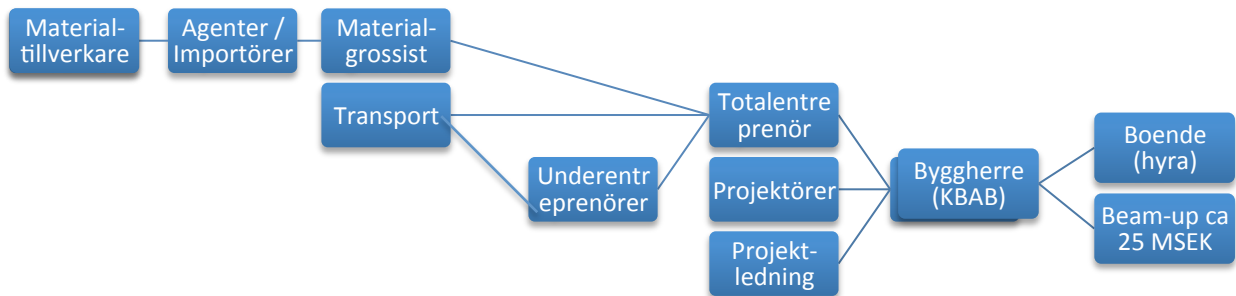 Material-
tillverkare
Agenter /
Importörer
Material-
grossist
Transport
Underentr
eprenörer
Totalentre
prenör
Projektörer
Projekt-
ledning
Byggherre
(KBAB)
Boende
(hyra)
Beam-up ca
25 MSEK